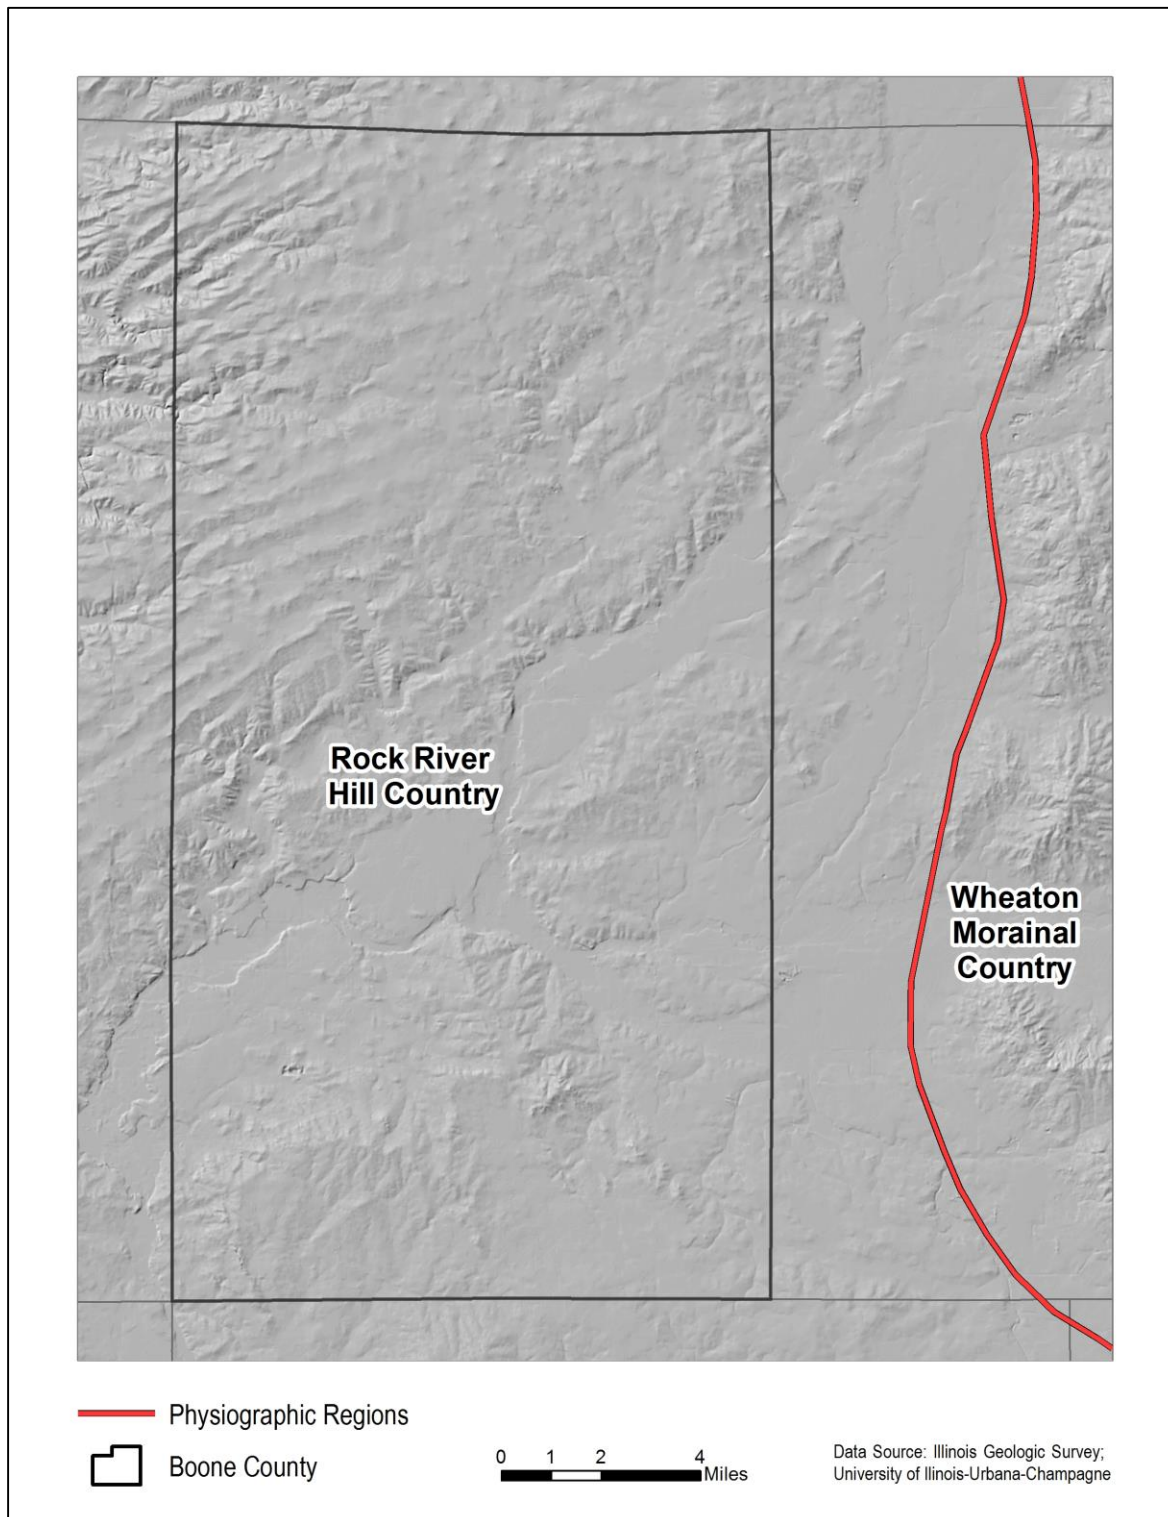 Rock River
Hill Country
Wheaton
Morainal
Country
Physiographic Regions
Boone County
0 1 2 4
Miles
Data Source: Illinois Geologic Survey;
University of Ilinois-Urbana-Champagne